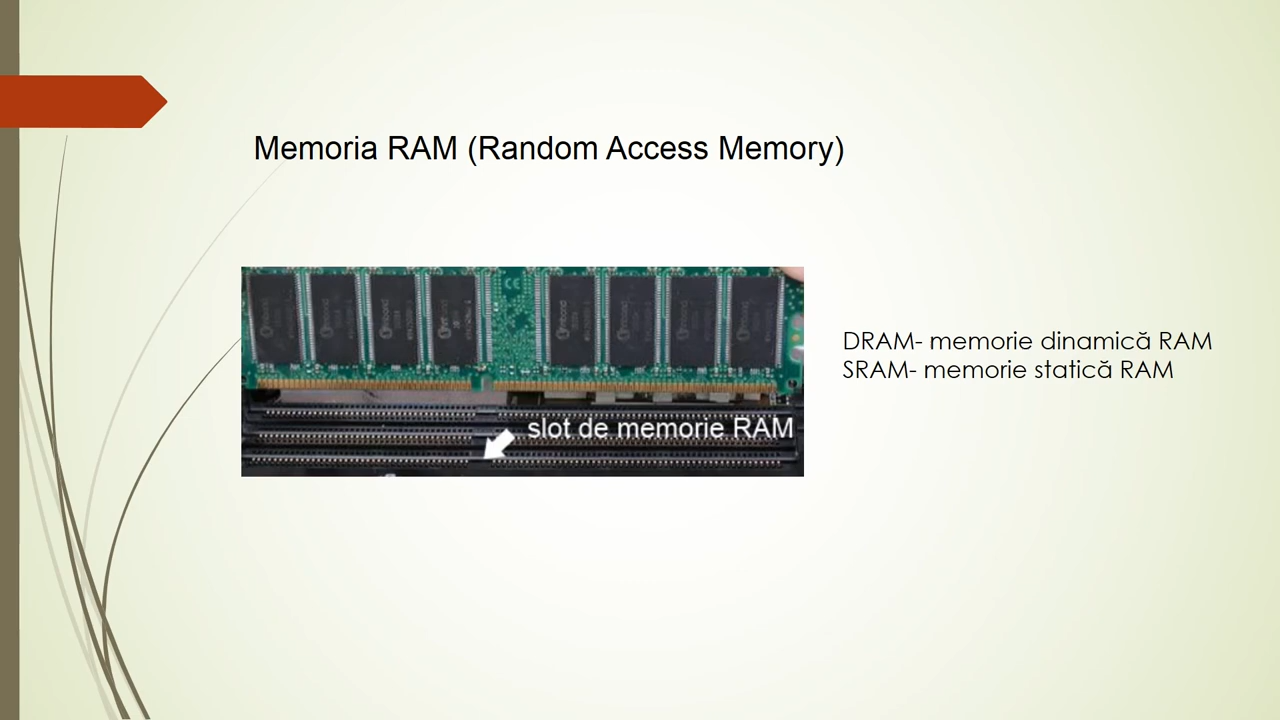 Memoria RAM (Random Access Memory)
slot de memorie RAM
DRAM- memorie dinamică RAM
SRAM- memorie statică RAM